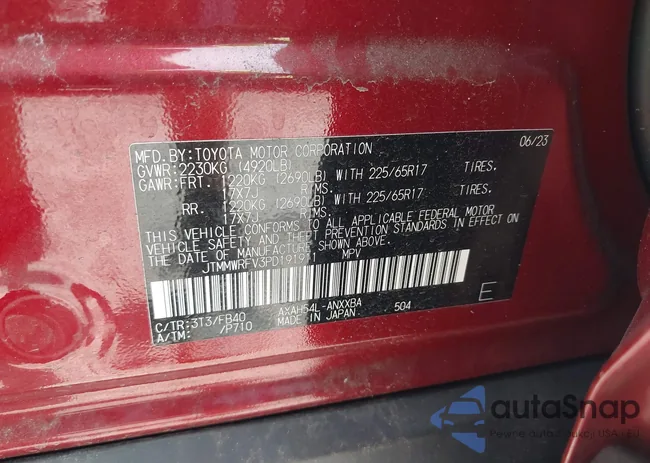 MFD. BY: TOYOTA MOTOR CORPORATION 06/23
GVWR: 2230KG (4920LB)
GAWR: FRT. 1220KG (2690LB) WITH 225/65R17 TIRES.
17X7J RIMS.
RR. 1220KG (2690LB) WITH 225/65R17 TIRES.
17X7J RIMS.
THIS VEHICLE CONFORMS TO ALL APPLICABLE FEDERAL MOTOR
VEHICLE SAFETY AND THEFT PREVENTION STANDARDS IN EFFECT ON
THE DATE OF MANUFACTURE SHOWN ABOVE.
JTMMWRFV3PD191911 MPV
C/TR: 3T3/FB40 AXAH54L-ANXXBA 504
A/TM: /P710 MADE IN JAPAN
E
autaSnap
USA - EU